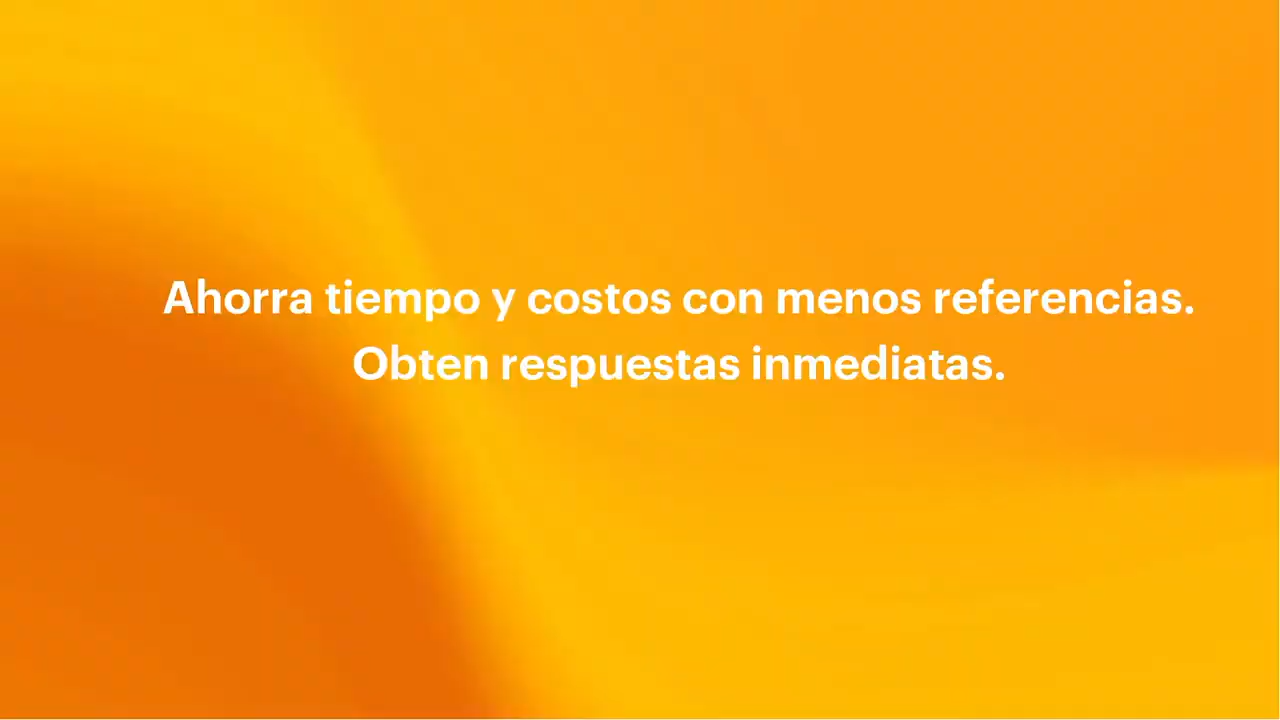 Ahorra tiempo y costos con menos referencias.
Obten respuestas inmediatas.